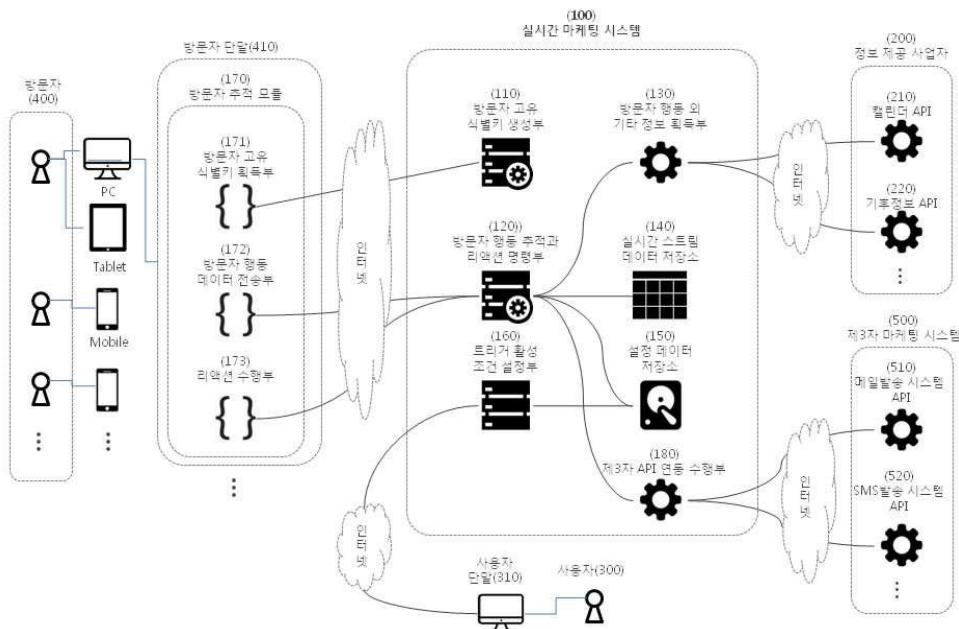 방문자
(400)
PC
Tablet
Mobile
방문자 단말(410)
(170)
방문자 추적 모듈
(171)
방문자 고유
식별키 획득부
(172)
방문자 행동
데이터 전송부
(173)
리액션 수행부
인터넷
(100)
실시간 마케팅 시스템
(110)
방문자 고유
식별키 생성부
(120)
방문자 행동 추적과
리액션 명령부
(160)
트리거 활성
조건 설정부
(130)
방문자 행동 외
기타 정보 획득부
(140)
실시간 스트림
데이터 저장소
(150)
설정 데이터
저장소
(180)
제3자 API 연동 수행부
인터넷
사용자
단말(310)
사용자(300)
인터넷
(200)
정보 제공 사업자
(210)
캘린더 API
(220)
기후정보 API
인터넷
(500)
제3자 마케팅 시스템
(510)
메일발송 시스템
API
(520)
SMS발송 시스템
API